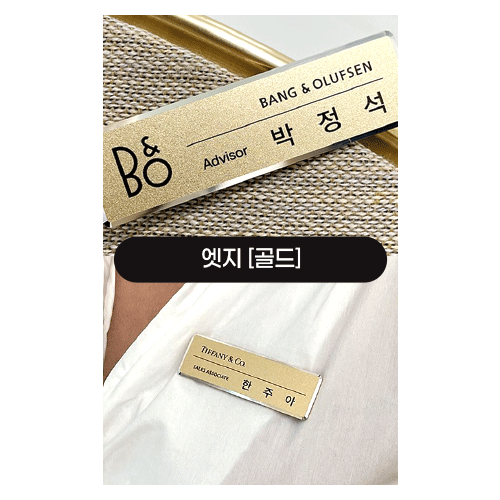 BANG & OLUFSEN
B&O
Advisor 박정석
엣지 [골드]
TIFFANY & CO.
SALES ASSOCIATE 한주아